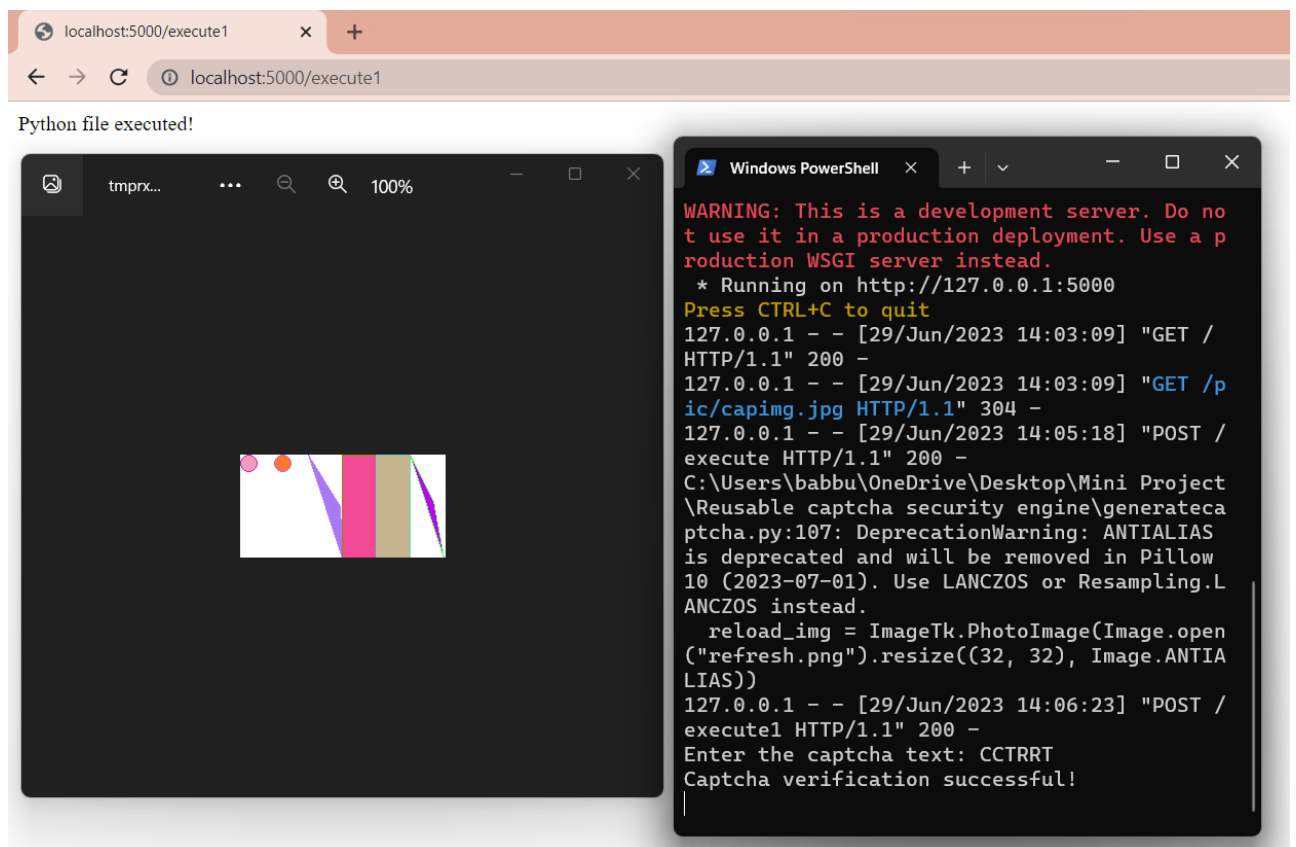 localhost:5000/execute1
localhost:5000/execute1
Python file executed!
tmprx...
100%
Windows PowerShell
WARNING: This is a development server. Do no
t use it in a production deployment. Use a p
roduction WSGI server instead.
 * Running on http://127.0.0.1:5000
Press CTRL+C to quit
127.0.0.1 - - [29/Jun/2023 14:03:09] "GET /
HTTP/1.1" 200 -
127.0.0.1 - - [29/Jun/2023 14:03:09] "GET /p
ic/capimg.jpg HTTP/1.1" 304 -
127.0.0.1 - - [29/Jun/2023 14:05:18] "POST /
execute HTTP/1.1" 200 -
C:\Users\babbu\OneDrive\Desktop\Mini Project
\Reusable captcha security engine\generateca
ptcha.py:107: DeprecationWarning: ANTIALIAS
is deprecated and will be removed in Pillow
10 (2023-07-01). Use LANCZOS or Resampling.L
ANCZOS instead.
  reload_img = ImageTk.PhotoImage(Image.open
("refresh.png").resize((32, 32), Image.ANTIA
LIAS))
127.0.0.1 - - [29/Jun/2023 14:06:23] "POST /
execute1 HTTP/1.1" 200 -
Enter the captcha text: CCTRRT
Captcha verification successful!